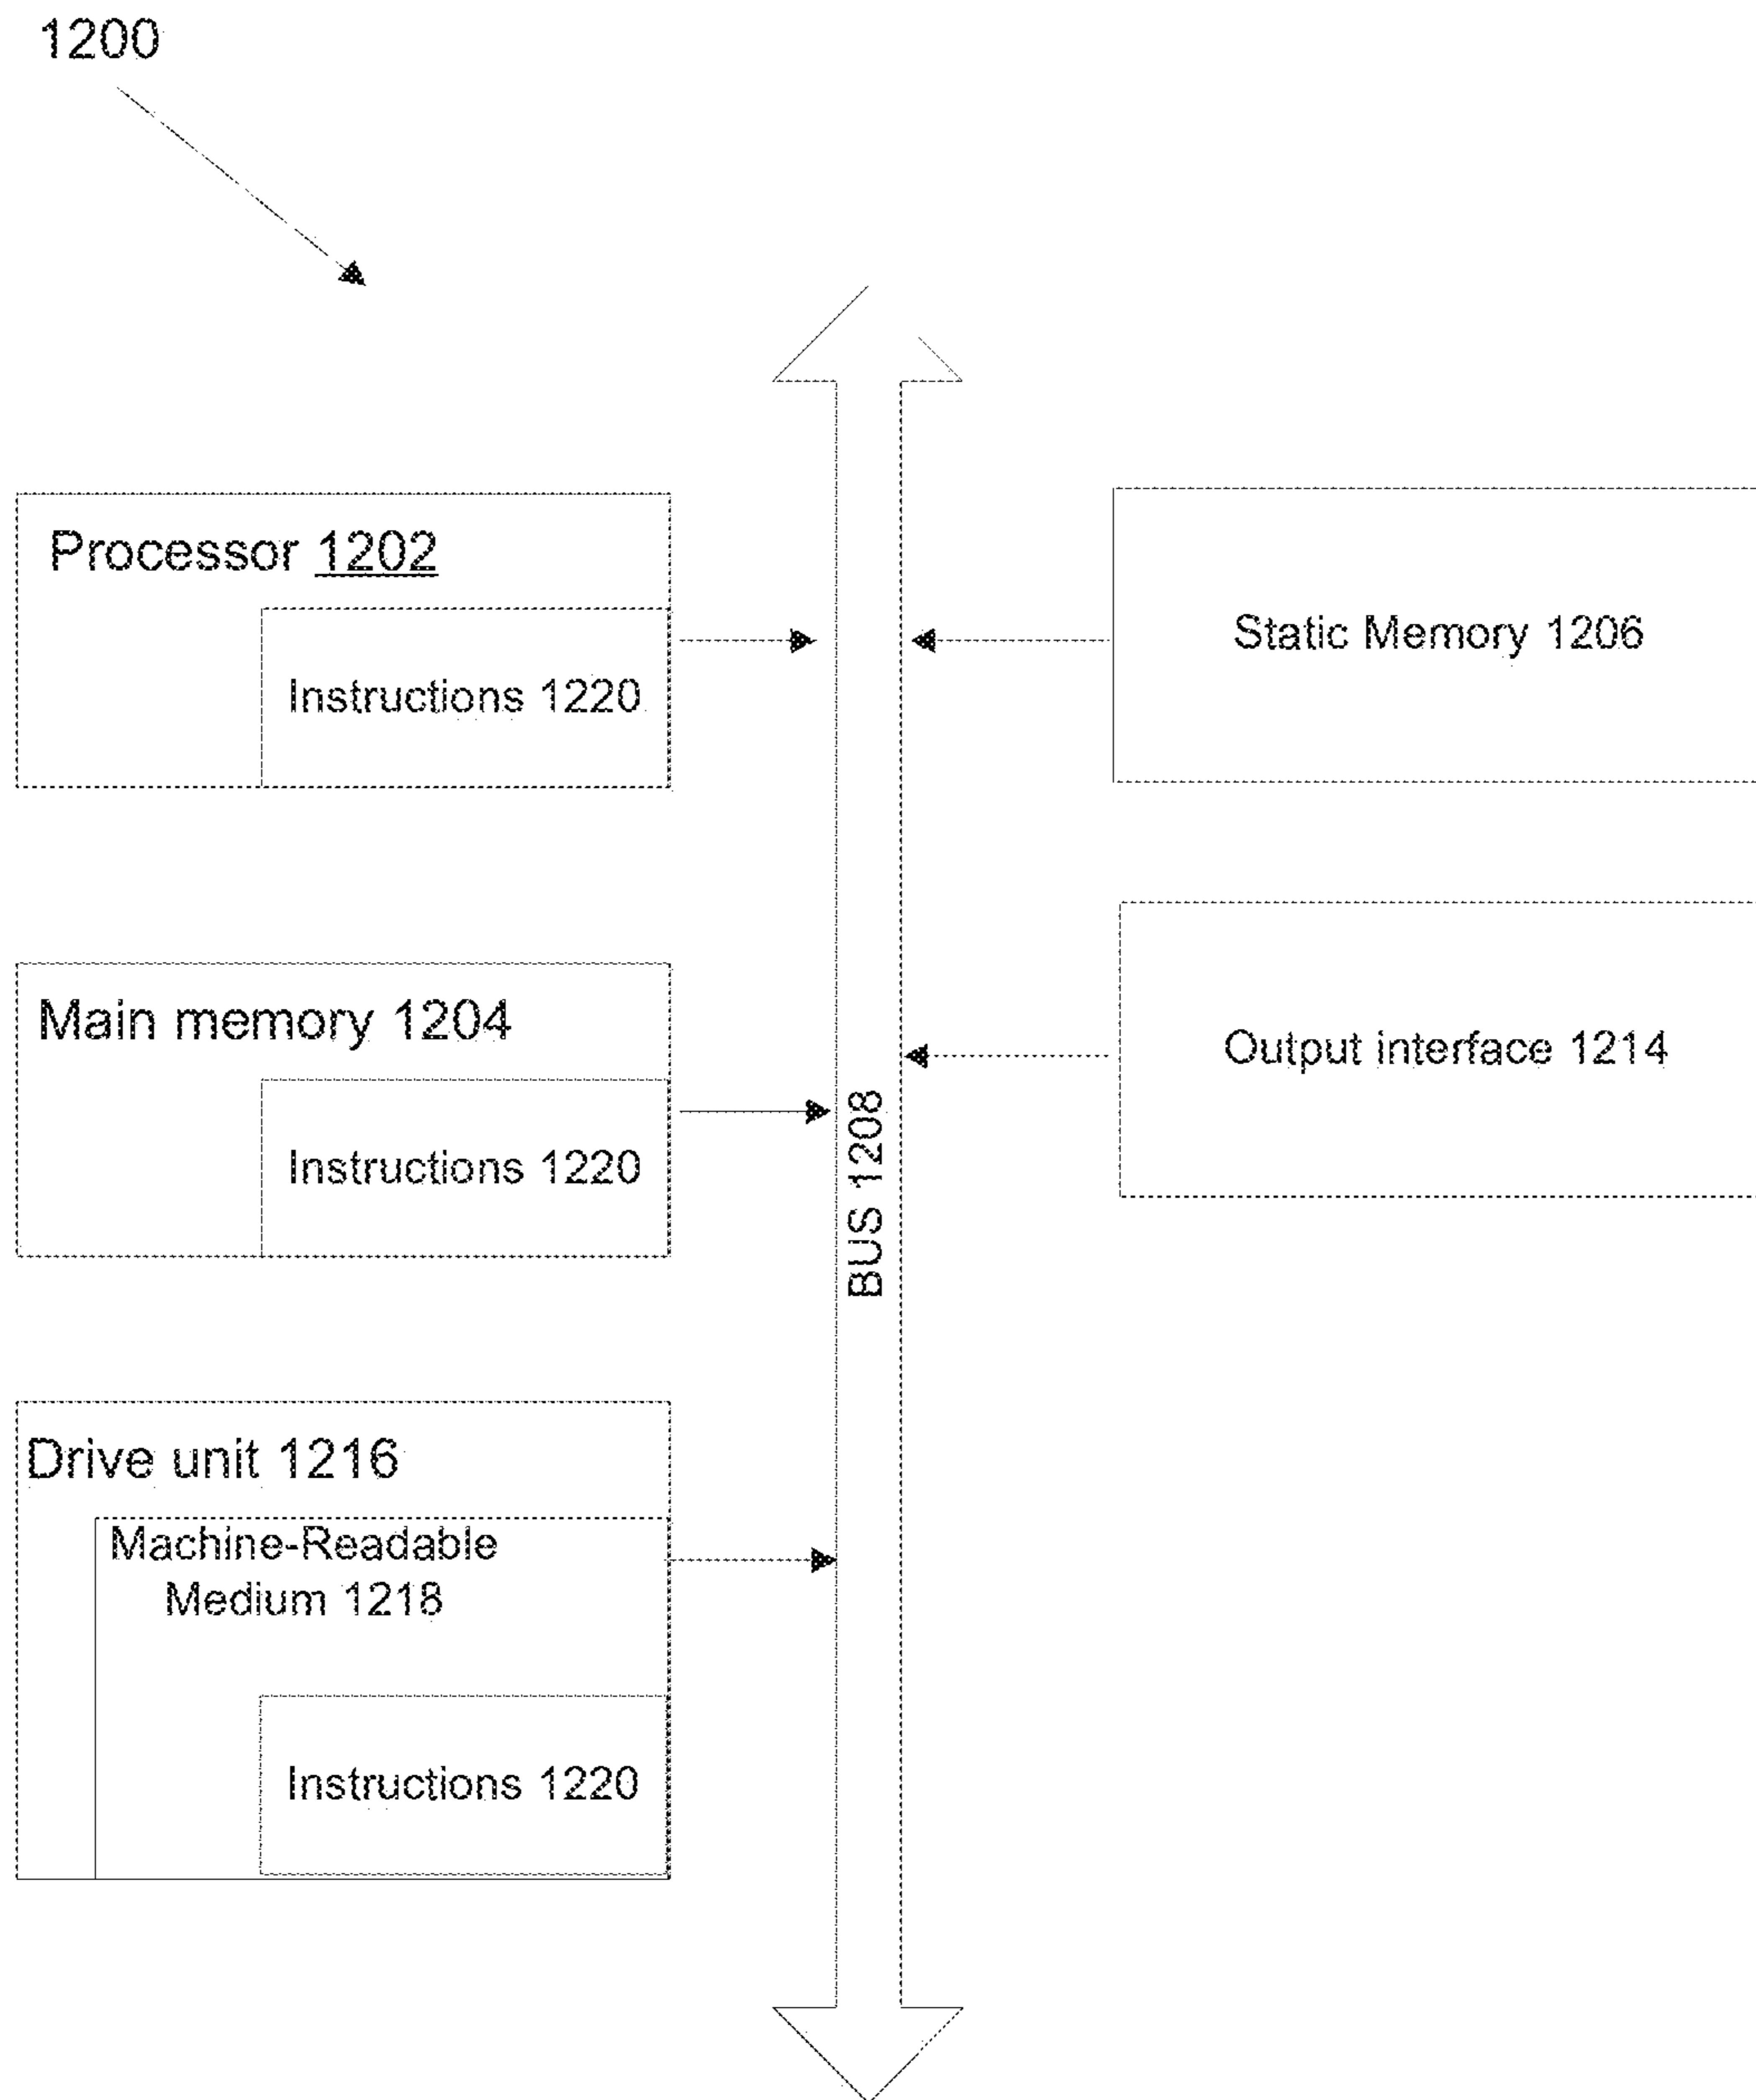 1200
Processor 1202
Instructions 1220
Static Memory 1206
Main memory 1204
Instructions 1220
Output interface 1214
BUS 1208
Drive unit 1216
Machine-Readable
Medium 1218
Instructions 1220